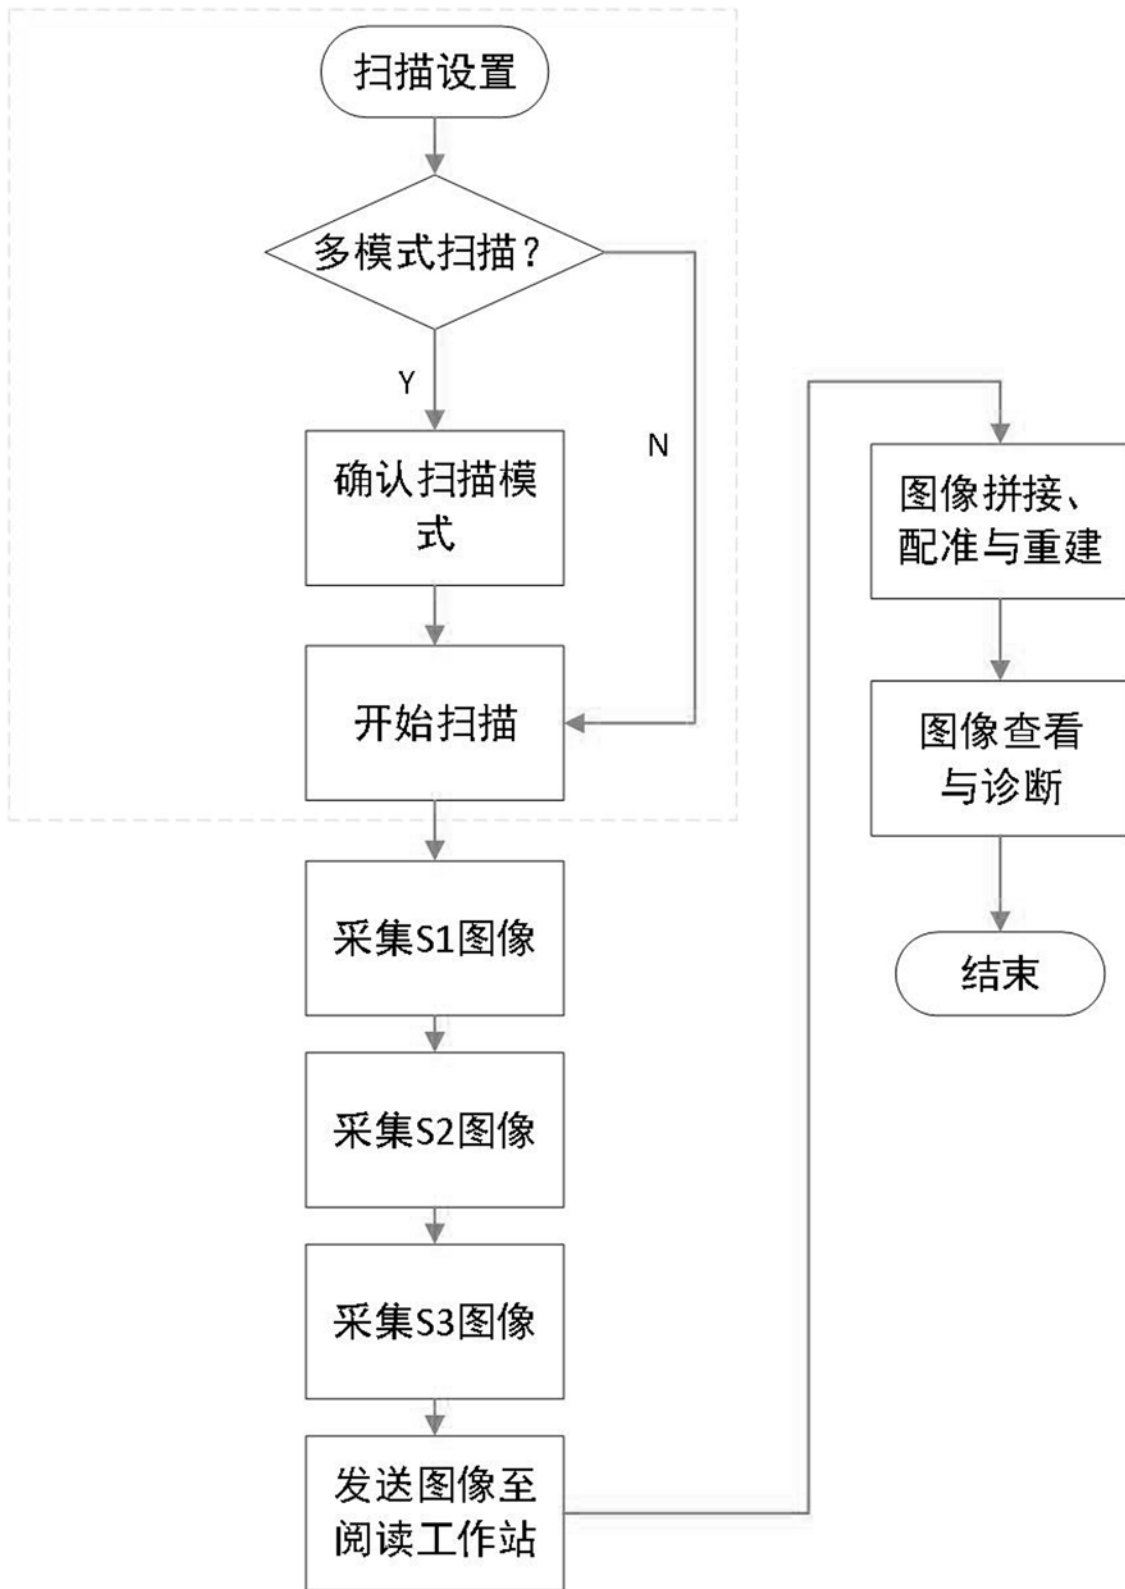 扫描设置
多模式扫描?
Y
N
确认扫描模
式
开始扫描
采集S1图像
采集S2图像
采集S3图像
发送图像至
阅读工作站
图像拼接、
配准与重建
图像查看
与诊断
结束